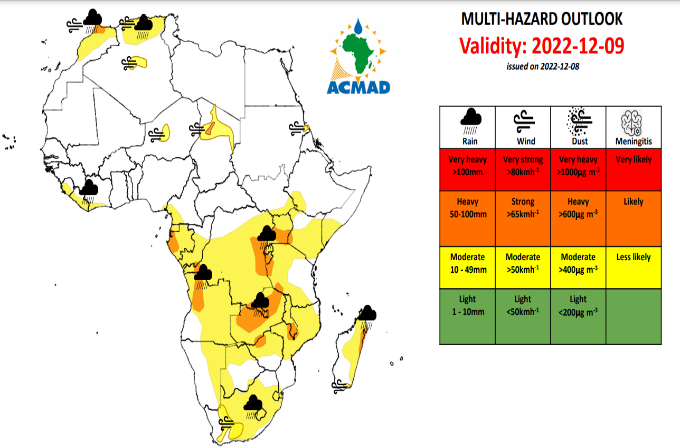 MULTI-HAZARD OUTLOOK
Validity: 2022-12-09
issued on 2022-12-08
ACMAD
Rain Wind Dust Meningitis
Very heavy Very strong Very heavy Very likely
>100mm >80kmh-1 >1000µg m-3
Heavy Strong Heavy Likely
50-100mm >65kmh-1 >600µg m-3
Moderate Moderate Moderate Less likely
10 - 49mm >50kmh-1 >400µg m-3
Light Light Light
1 - 10mm <50kmh-1 <200µg m-3